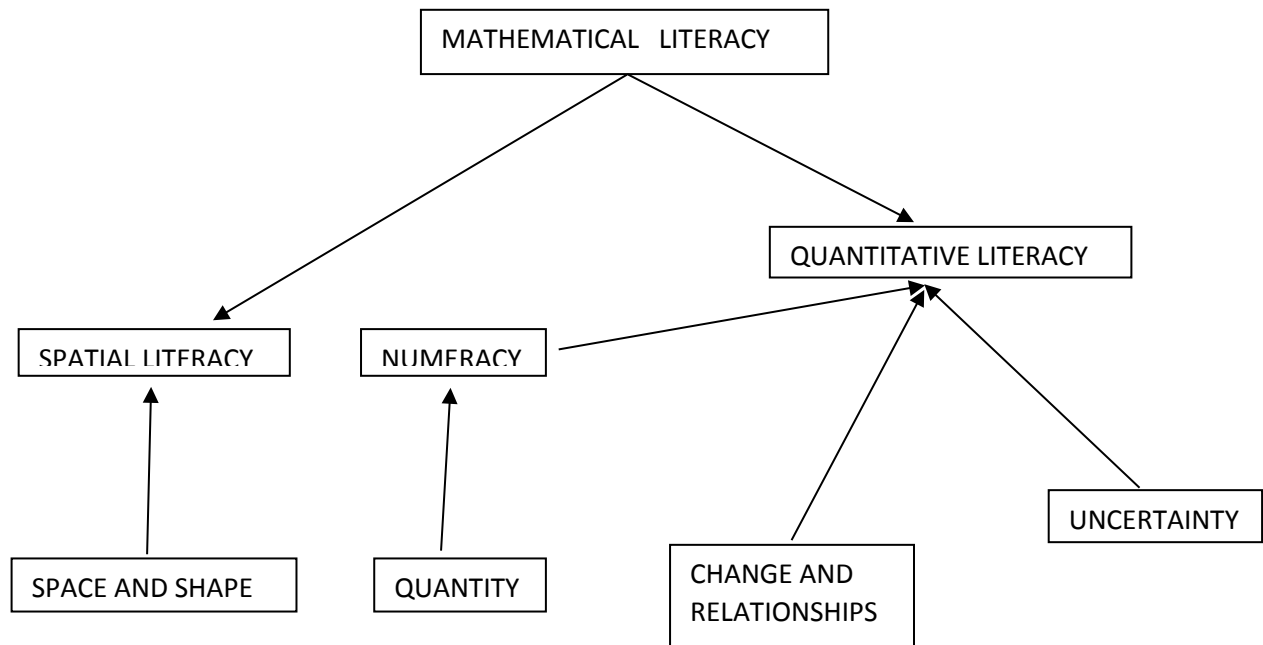 MATHEMATICAL LITERACY
QUANTITATIVE LITERACY
SPATIAL LITERACY
NUMERACY
UNCERTAINTY
SPACE AND SHAPE
QUANTITY
CHANGE AND
RELATIONSHIPS